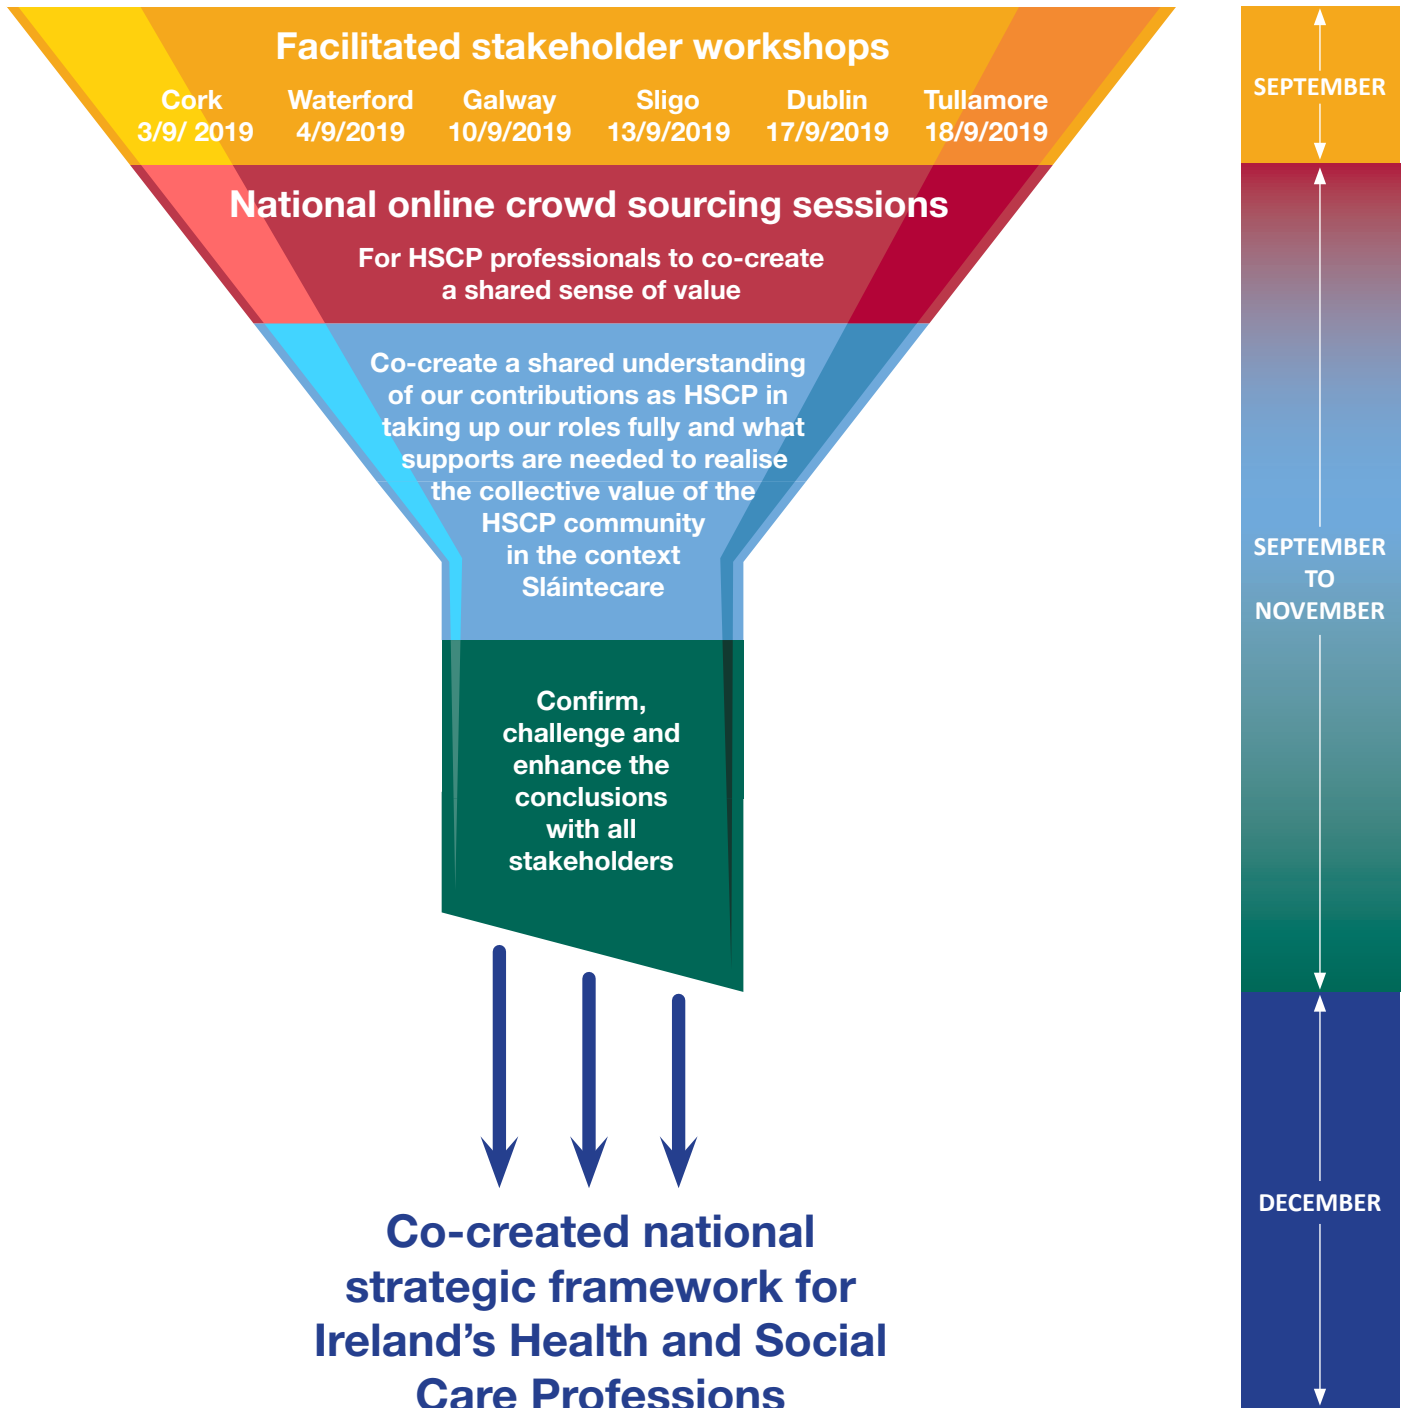 Facilitated stakeholder workshops
Cork Waterford Galway Sligo Dublin Tullamore
3/9/ 2019 4/9/2019 10/9/2019 13/9/2019 17/9/2019 18/9/2019
National online crowd sourcing sessions
For HSCP professionals to co-create
a shared sense of value
Co-create a shared understanding
of our contributions as HSCP in
taking up our roles fully and what
supports are needed to realise
the collective value of the
HSCP community
in the context
Sláintecare
Confirm,
challenge and
enhance the
conclusions
with all
stakeholders
Co-created national
strategic framework for
Ireland’s Health and Social
Care Professions
SEPTEMBER
SEPTEMBER
TO
NOVEMBER
DECEMBER